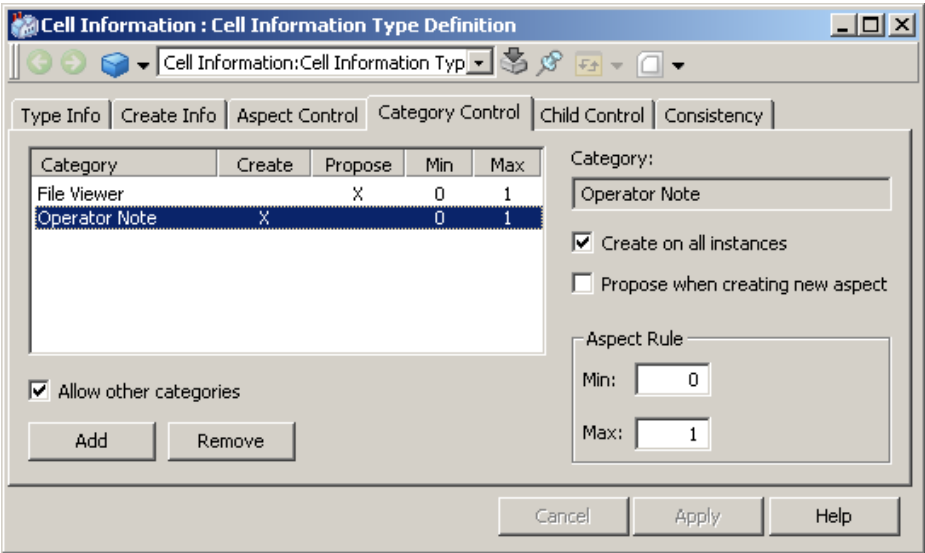 Cell Information : Cell Information Type Definition
Cell Information:Cell Information Typ
Type Info Create Info Aspect Control Category Control Child Control Consistency
Category Create Propose Min Max
File Viewer X 0 1
Operator Note X 0 1
Category:
Operator Note
Create on all instances
Propose when creating new aspect
Aspect Rule
Min: 0
Max: 1
Allow other categories
Add Remove
Cancel Apply Help